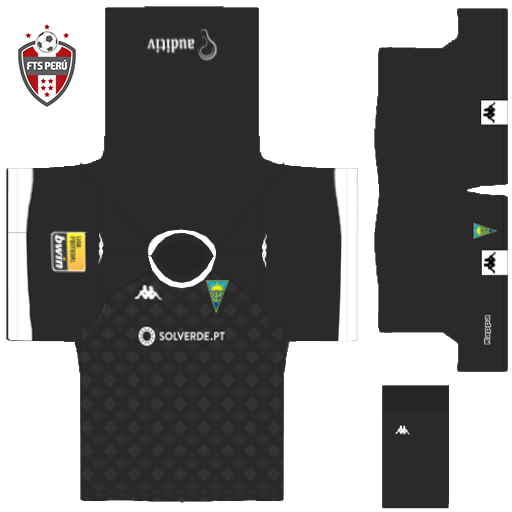 FTS PERÚ
auditiv
LIGA
PORTUGAL
bwin
SOLVERDE.PT
Kappa